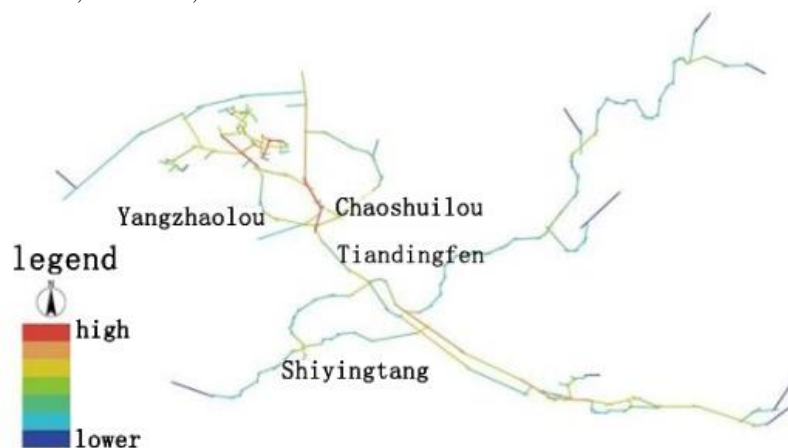 Yangzhaolou
Chaoshuilou
Tiandingfen
legend
N
high
Shiyingtang
lower